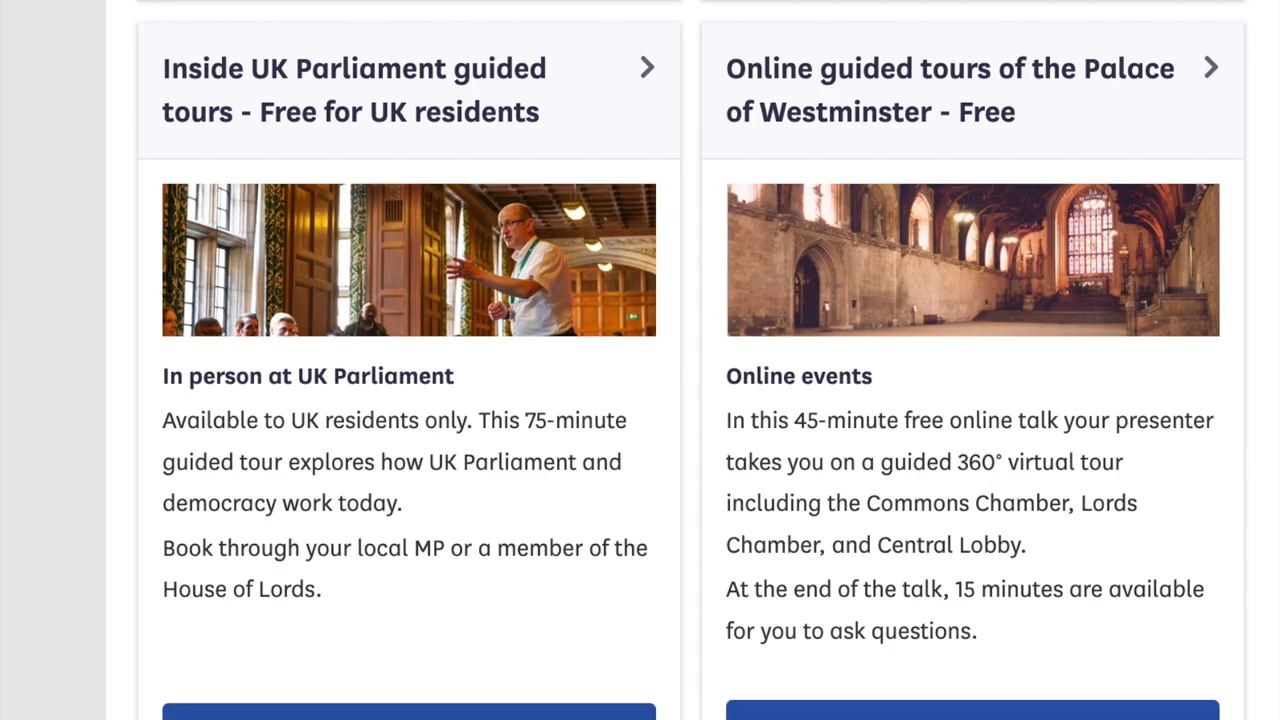 Inside UK Parliament guided
tours - Free for UK residents
In person at UK Parliament
Available to UK residents only. This 75-minute
guided tour explores how UK Parliament and
democracy work today.
Book through your local MP or a member of the
House of Lords.
Online guided tours of the Palace
of Westminster - Free
Online events
In this 45-minute free online talk your presenter
takes you on a guided 360° virtual tour
including the Commons Chamber, Lords
Chamber, and Central Lobby.
At the end of the talk, 15 minutes are available
for you to ask questions.